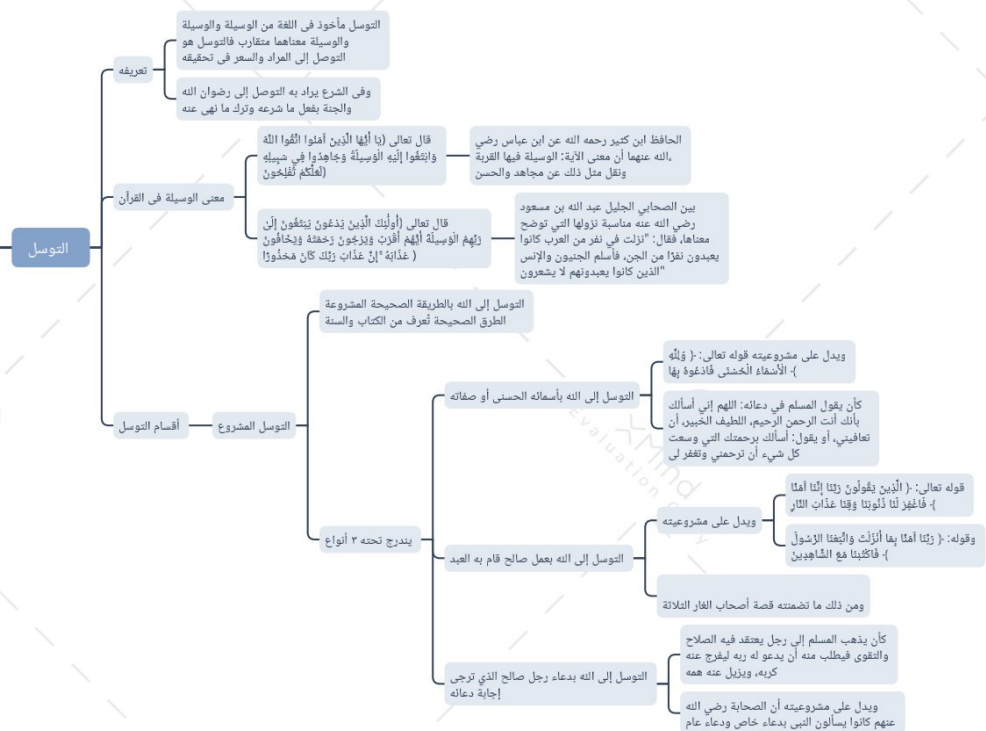 التوسل
تعريفه
التوسل مأخوذ فى اللغة من الوسيلة والوسيلة
والوسيلة معناهما متقارب فالتوسل هو
التوصل إلى المراد والسعر فى تحقيقه
وفى الشرع يراد به التوصل إلى رضوان الله
والجنة بفعل ما شرعه وترك ما نهى عنه
معنى الوسيلة فى القرآن
قال تعالى (يَا أَيُّهَا الَّذِينَ آمَنُوا اتَّقُوا اللَّهَ
وَابْتَغُوا إِلَيْهِ الْوَسِيلَةَ وَجَاهِدُوا فِي سَبِيلِهِ
لَعَلَّكُمْ تُفْلِحُونَ)
الحافظ ابن كثير رحمه الله عن ابن عباس رضي
الله عنهما أن معنى الآية: الوسيلة فيها القربة،
ونقل مثل ذلك عن مجاهد والحسن
قال تعالى (أُولَٰئِكَ الَّذِينَ يَدْعُونَ يَبْتَغُونَ إِلَىٰ
رَبِّهِمُ الْوَسِيلَةَ أَيُّهُمْ أَقْرَبُ وَيَرْجُونَ رَحْمَتَهُ وَيَخَافُونَ
عَذَابَهُ ۚ إِنَّ عَذَابَ رَبِّكَ كَانَ مَحْذُورًا )
بين الصحابي الجليل عبد الله بن مسعود
رضي الله عنه مناسبة نزولها التي توضح
معناها، فقال: "نزلت في نفر من العرب كانوا
يعبدون نفرًا من الجن، فأسلم الجنيون والإنس
الذين كانوا يعبدونهم لا يشعرون"
أقسام التوسل
التوسل المشروع
التوسل إلى الله بالطريقة الصحيحة المشروعة
الطرق الصحيحة تُعرف من الكتاب والسنة
يندرج تحته ٣ أنواع
التوسل إلى الله بأسمائه الحسنى أو صفاته
ويدل على مشروعيته قوله تعالى: ﴿ وَلِلَّهِ
الْأَسْمَاءُ الْحُسْنَى فَادْعُوهُ بِهَا ﴾
كأن يقول المسلم في دعائه: اللهم إني أسألك
بأنك أنت الرحمن الرحيم، اللطيف الخبير، أن
تعافيني، أو يقول: أسألك برحمتك التي وسعت
كل شيء أن ترحمني وتغفر لى
التوسل إلى الله بعمل صالح قام به العبد
ويدل على مشروعيته
قوله تعالى: ﴿ الَّذِينَ يَقُولُونَ رَبَّنَا إِنَّنَا آمَنَّا
فَاغْفِرْ لَنَا ذُنُوبَنَا وَقِنَا عَذَابَ النَّارِ ﴾
وقوله: ﴿ رَبَّنَا آمَنَّا بِمَا أَنْزَلْتَ وَاتَّبَعْنَا الرَّسُولَ
فَاكْتُبْنَا مَعَ الشَّاهِدِينَ ﴾
ومن ذلك ما تضمنته قصة أصحاب الغار الثلاثة
التوسل إلى الله بدعاء رجل صالح الذي ترجى
إجابة دعائه
كأن يذهب المسلم إلى رجل يعتقد فيه الصلاح
والتقوى فيطلب منه أن يدعو له ربه ليفرج عنه
كربه، ويزيل عنه همه
ويدل على مشروعيته أن الصحابة رضي الله
عنهم كانوا يسألون النبي بدعاء خاص ودعاء عام
XMind
Evaluation